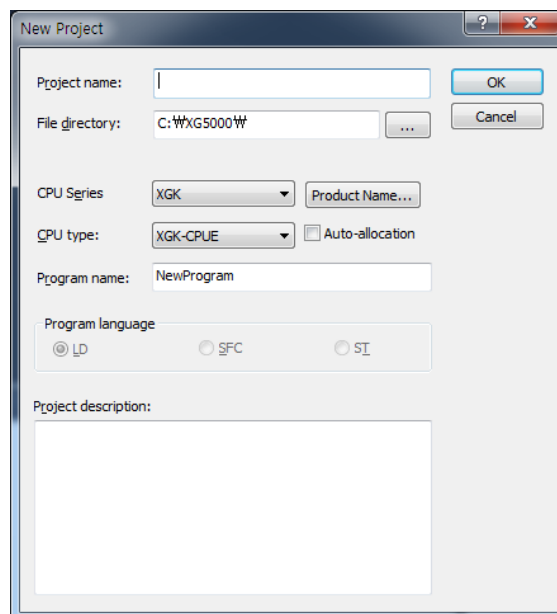 New Project
Project name:
OK
File directory:
C:₩XG5000₩
...
Cancel
CPU Series
XGK
Product Name...
CPU type:
XGK-CPUE
Auto-allocation
Program name:
NewProgram
Program language
LD
SFC
ST
Project description: